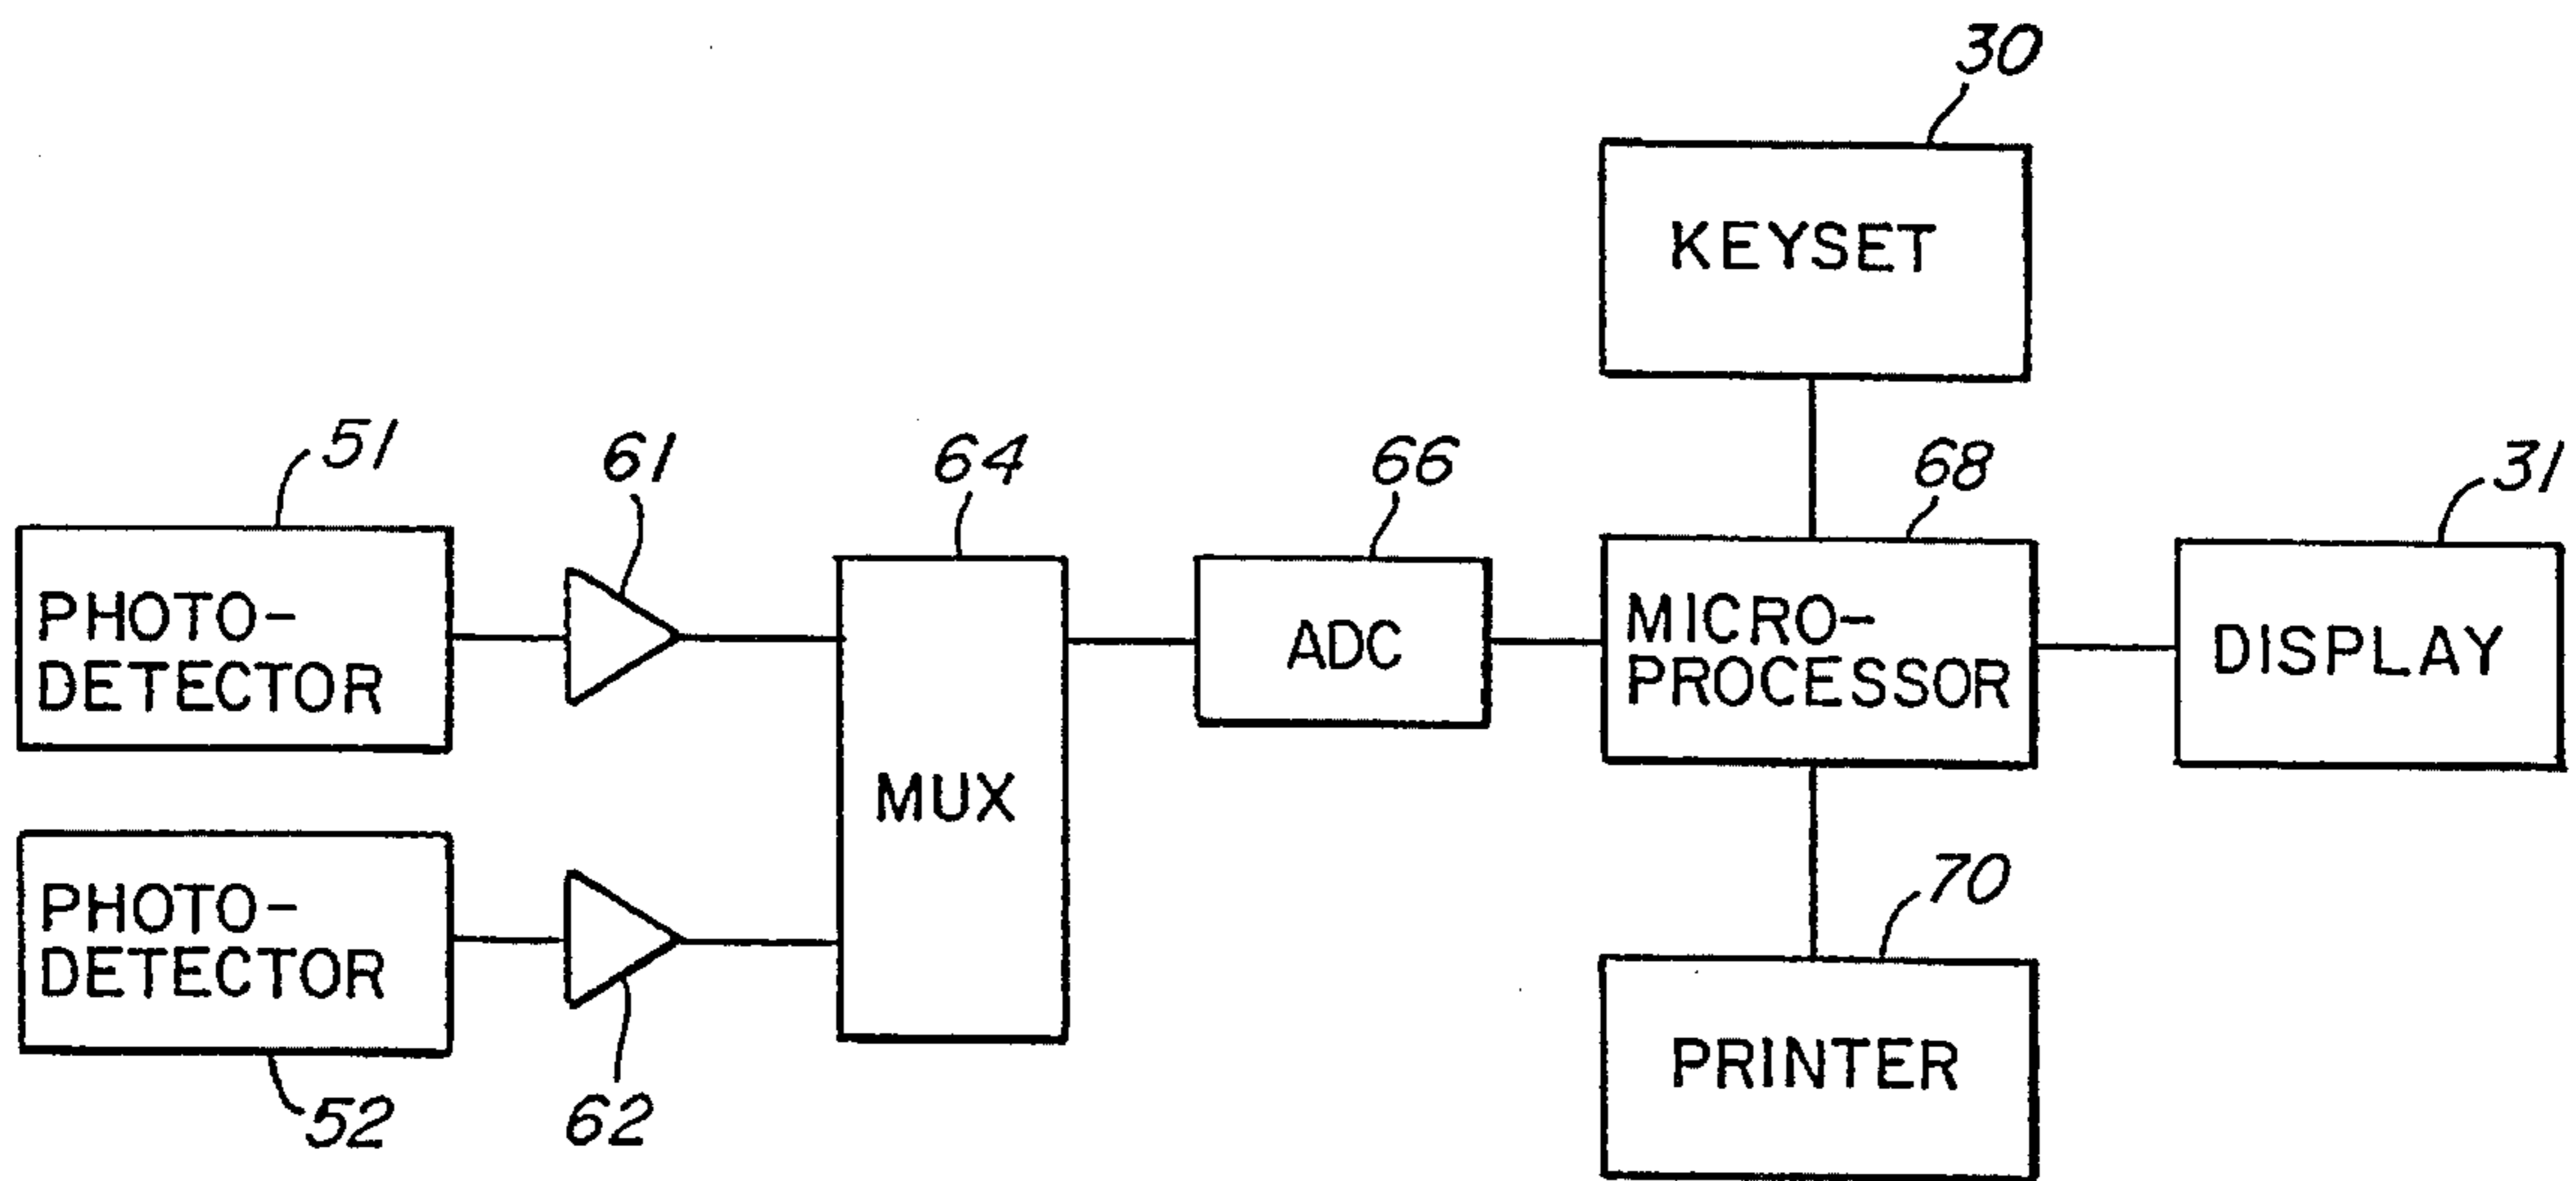 30
KEYSET
51
61
64
66
68
31
PHOTO-
DETECTOR
MUX
ADC
MICRO-
PROCESSOR
DISPLAY
PHOTO-
DETECTOR
52
62
70
PRINTER